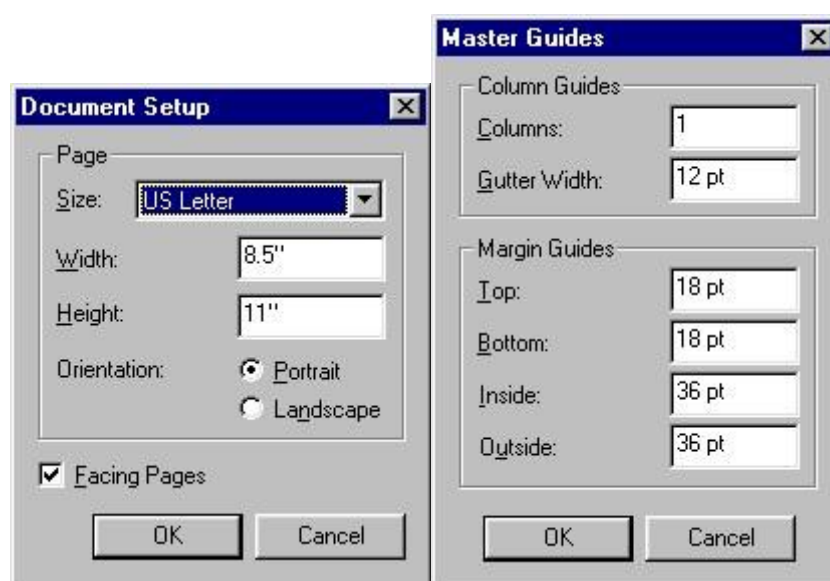 Document Setup
Page
Size: US Letter
Width: 8.5"
Height: 11"
Orientation: Portrait
Landscape
Facing Pages
OK Cancel
Master Guides
Column Guides
Columns: 1
Gutter Width: 12 pt
Margin Guides
Top: 18 pt
Bottom: 18 pt
Inside: 36 pt
Outside: 36 pt
OK Cancel